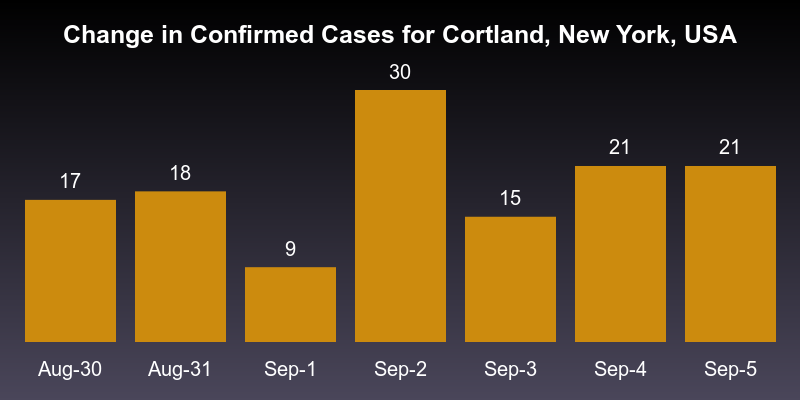 Change in Confirmed Cases for Cortland, New York, USA
30
21
21
17
18
15
9
Aug-30
Aug-31
Sep-1
Sep-2
Sep-3
Sep-4
Sep-5